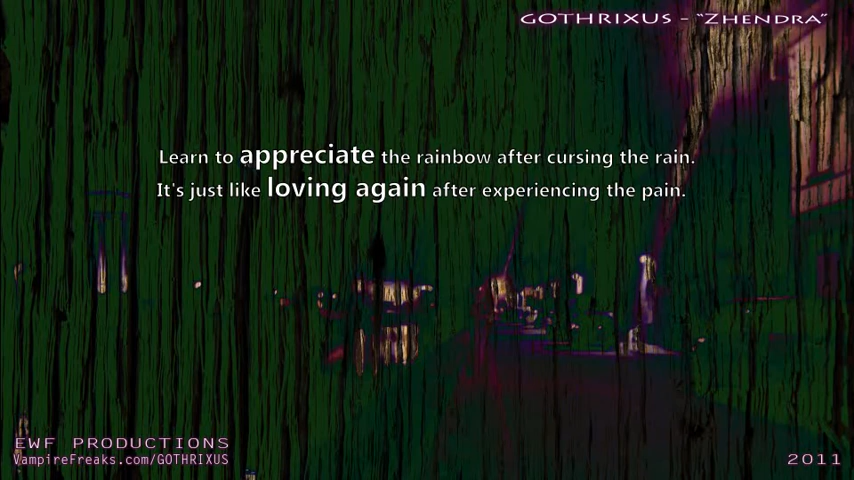 GOTHRIXUS - "ZHENDRA"
Learn to appreciate the rainbow after cursing the rain.
It's just like loving again after experiencing the pain.
EWF PRODUCTIONS
VampireFreaks.com/GOTHRIXUS
2011